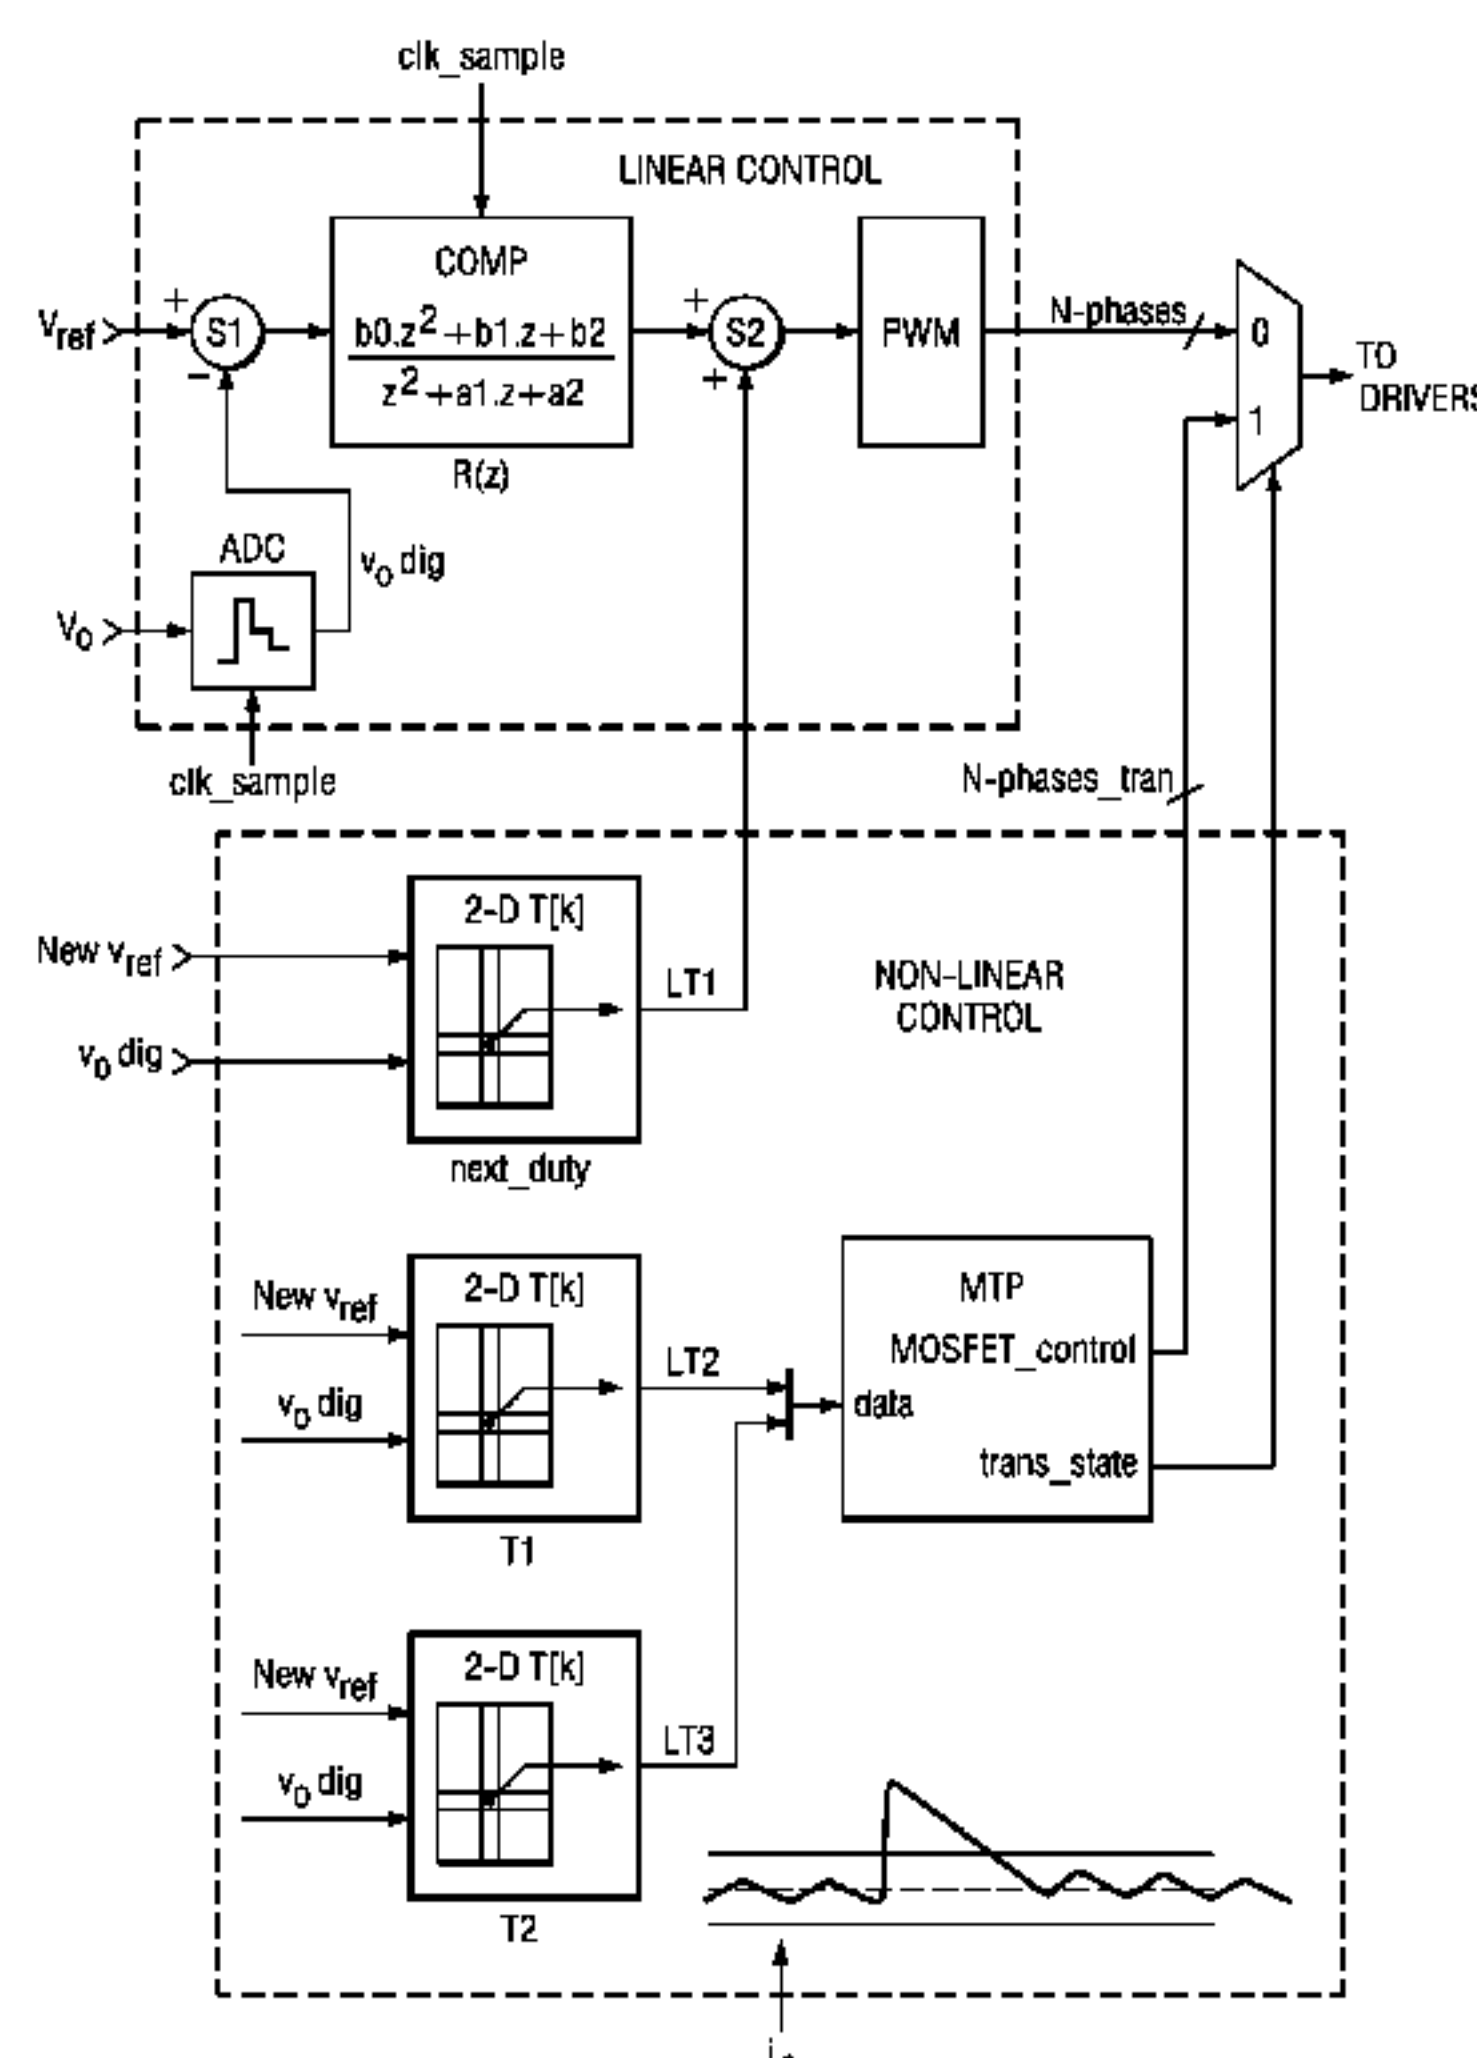 clk_sample
LINEAR CONTROL
COMP
b0.z²+b1.z+b2
z²+a1.z+a2
R(z)
Vref
+
S1
−
+
S2
+
PWM
N-phases
0
1
TO
DRIVERS
ADC
vo dig
Vo
clk_sample
N-phases_tran
2-D T[k]
New vref
vo dig
LT1
next_duty
NON-LINEAR
CONTROL
2-D T[k]
New vref
vo dig
LT2
T1
MTP
MOSFET_control
data
trans_state
2-D T[k]
New vref
vo dig
LT3
T2